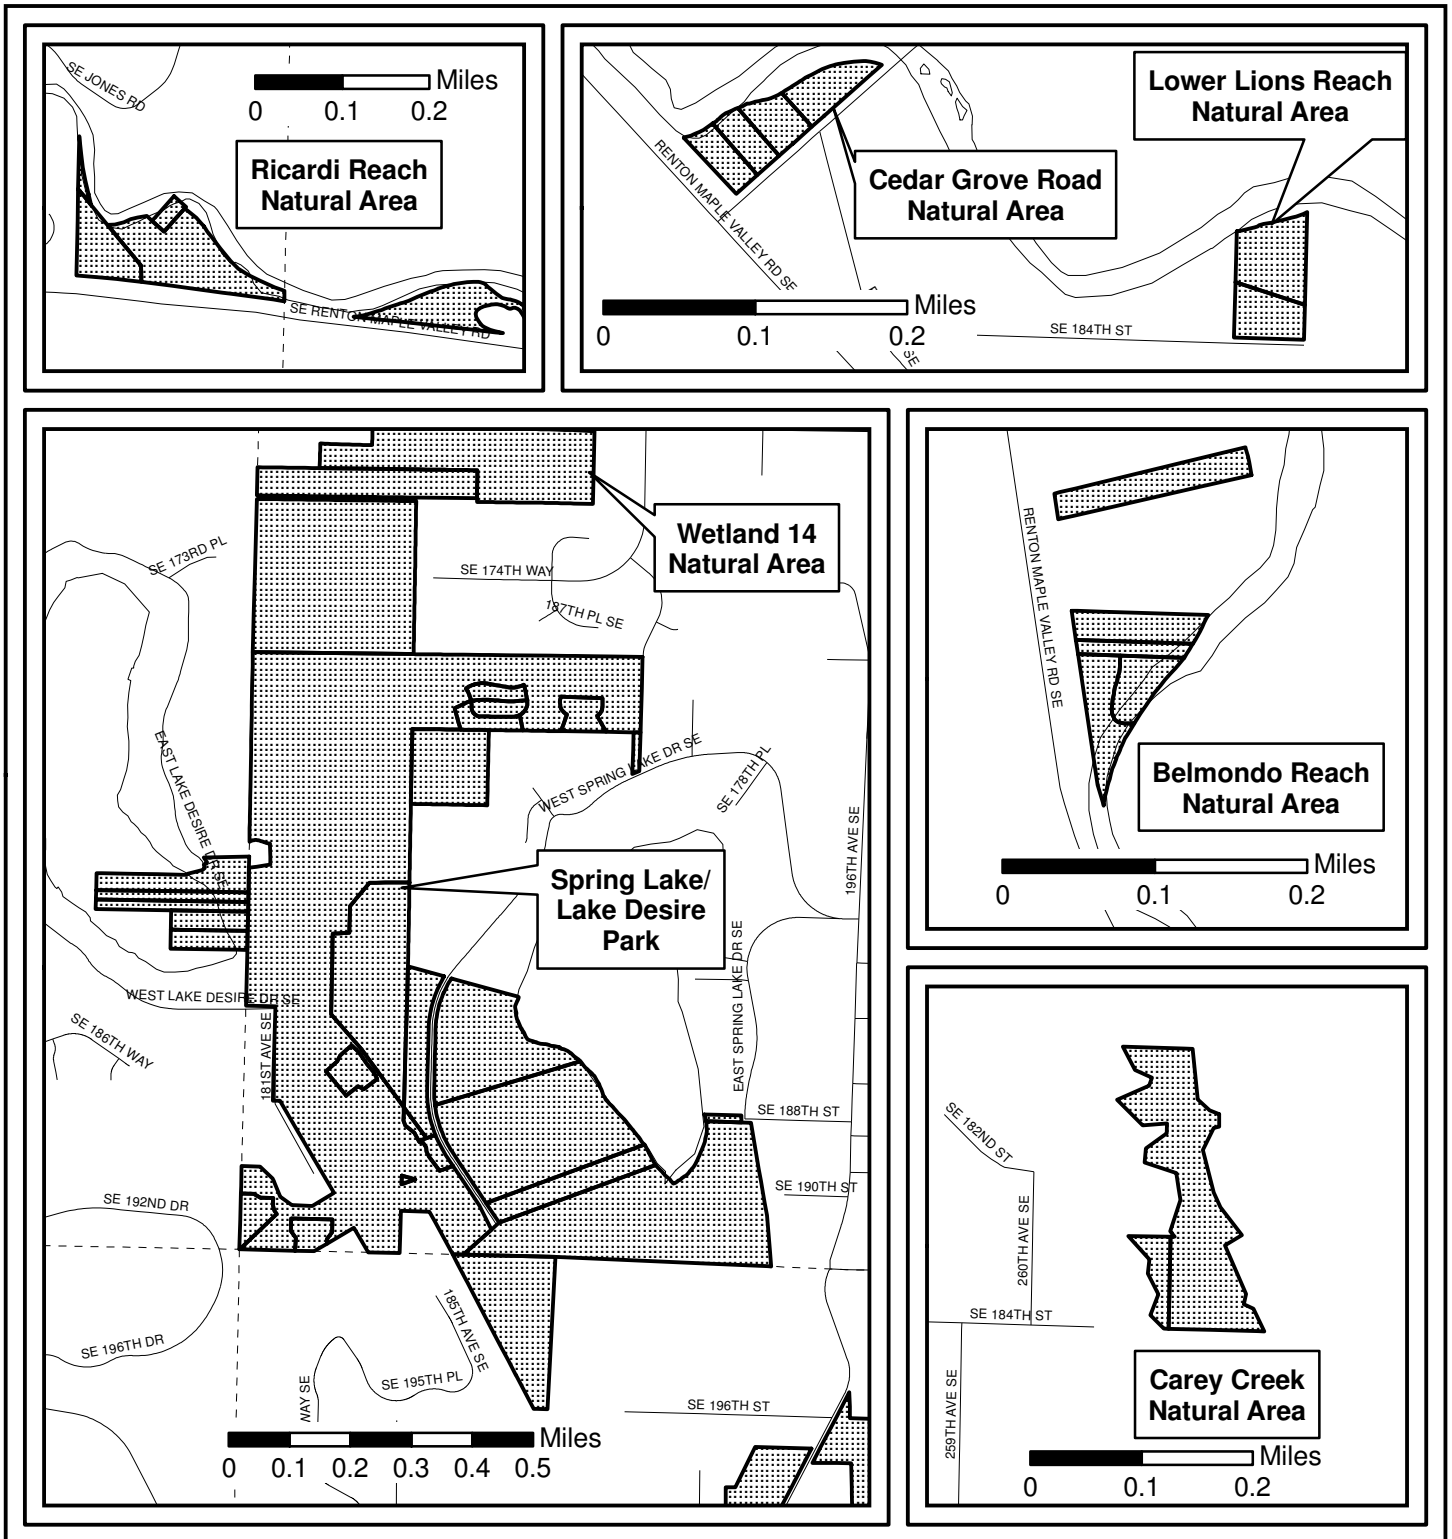 SE JONES RD
Miles
0 0.1 0.2
Ricardi Reach
Natural Area
SE RENTON MAPLE VALLEY RD
Lower Lions Reach
Natural Area
RENTON MAPLE VALLEY RD SE
Cedar Grove Road
Natural Area
Miles
0 0.1 0.2
SE
SE 184TH ST
Wetland 14
Natural Area
SE 173RD PL
SE 174TH WAY
187TH PL SE
EAST LAKE DESIRE DR SE
WEST SPRING LAKE DR SE
SE 178TH PL
196TH AVE SE
Spring Lake/
Lake Desire
Park
EAST SPRING LAKE DR SE
WEST LAKE DESIRE DR SE
SE 186TH WAY
181ST AVE SE
SE 188TH ST
SE 190TH ST
SE 192ND DR
185TH AVE SE
SE 196TH DR
SE 195TH PL
WAY SE
SE 196TH ST
Miles
0 0.1 0.2 0.3 0.4 0.5
RENTON MAPLE VALLEY RD SE
Belmondo Reach
Natural Area
Miles
0 0.1 0.2
SE 182ND ST
260TH AVE SE
SE 184TH ST
259TH AVE SE
Carey Creek
Natural Area
Miles
0 0.1 0.2